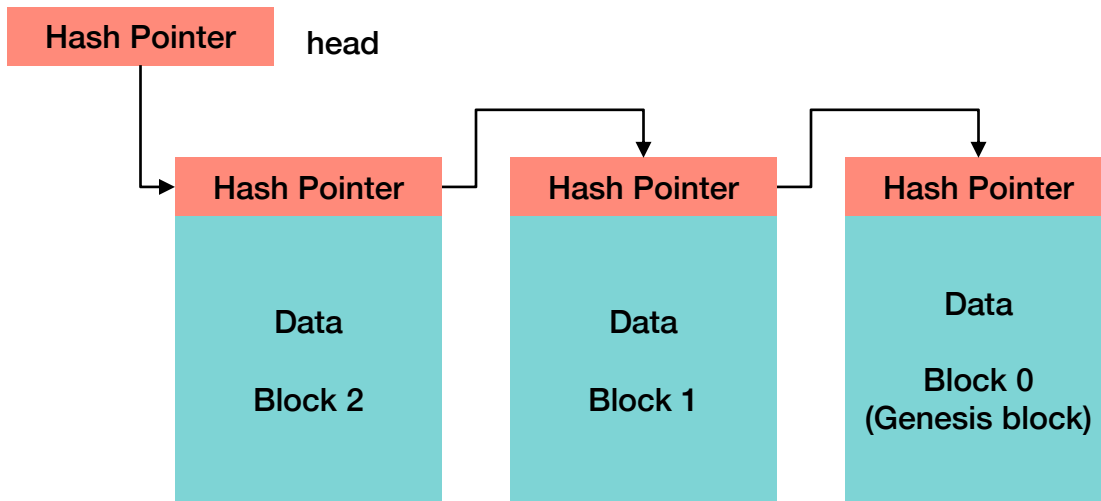 Hash Pointer
head
Hash Pointer
Data
Block 2
Hash Pointer
Data
Block 1
Hash Pointer
Data
Block 0
(Genesis block)